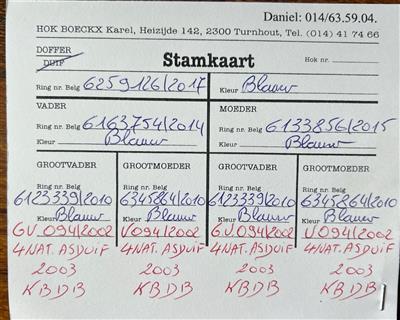 Daniel: 014/63.59.04.
HOK BOECKX Karel, Heizijde 142, 2300 Turnhout, Tel. (014) 41 74 66
DOFFER
DUIF
Stamkaart
Hok nr.
Ring nr. Belg 6259126/2017 Kleur Blauw
VADER MOEDER
Ring nr. Belg 6163754/2014 Ring nr. Belg 6133856/2015
Kleur Blauw Kleur Blauw
GROOTVADER GROOTMOEDER GROOTVADER GROOTMOEDER
Ring nr. Belg Ring nr. Belg Ring nr. Belg Ring nr. Belg
6123339/2010 6345864/2010 6123339/2010 6345864/2010
Kleur Blauw Kleur Blauw Kleur Blauw Kleur Blauw
GV.094/2002 V094/2002 GV.094/2002 V094/2002
4NAT. ASDUIF 4NAT. ASDUIF 4NAT. ASDUIF 4NAT. ASDUIF
2003 2003 2003 2003
KBDB KBDB KBDB KBDB